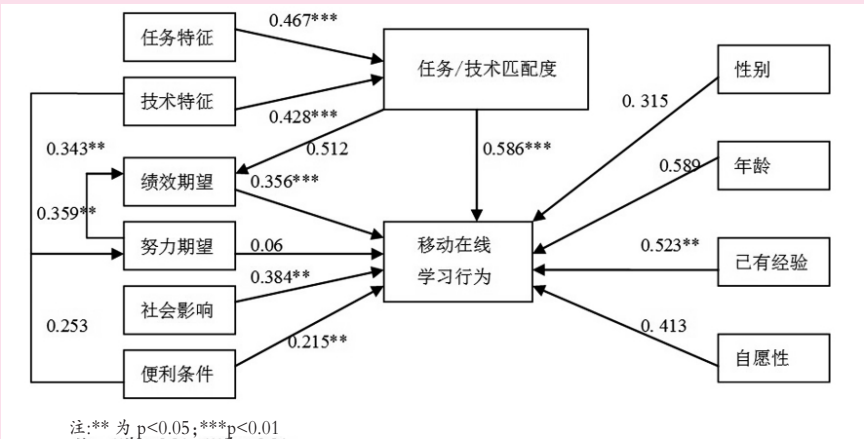 任务特征
0.467***
任务/技术匹配度
性别
技术特征
0.428***
0.315
0.343**
0.512
0.586***
绩效期望
0.356***
0.589
年龄
0.359**
努力期望
0.06
移动在线
学习行为
0.523**
已有经验
0.384**
社会影响
0.253
0.413
0.215**
便利条件
自愿性
注:** 为 p<0.05;***p<0.01